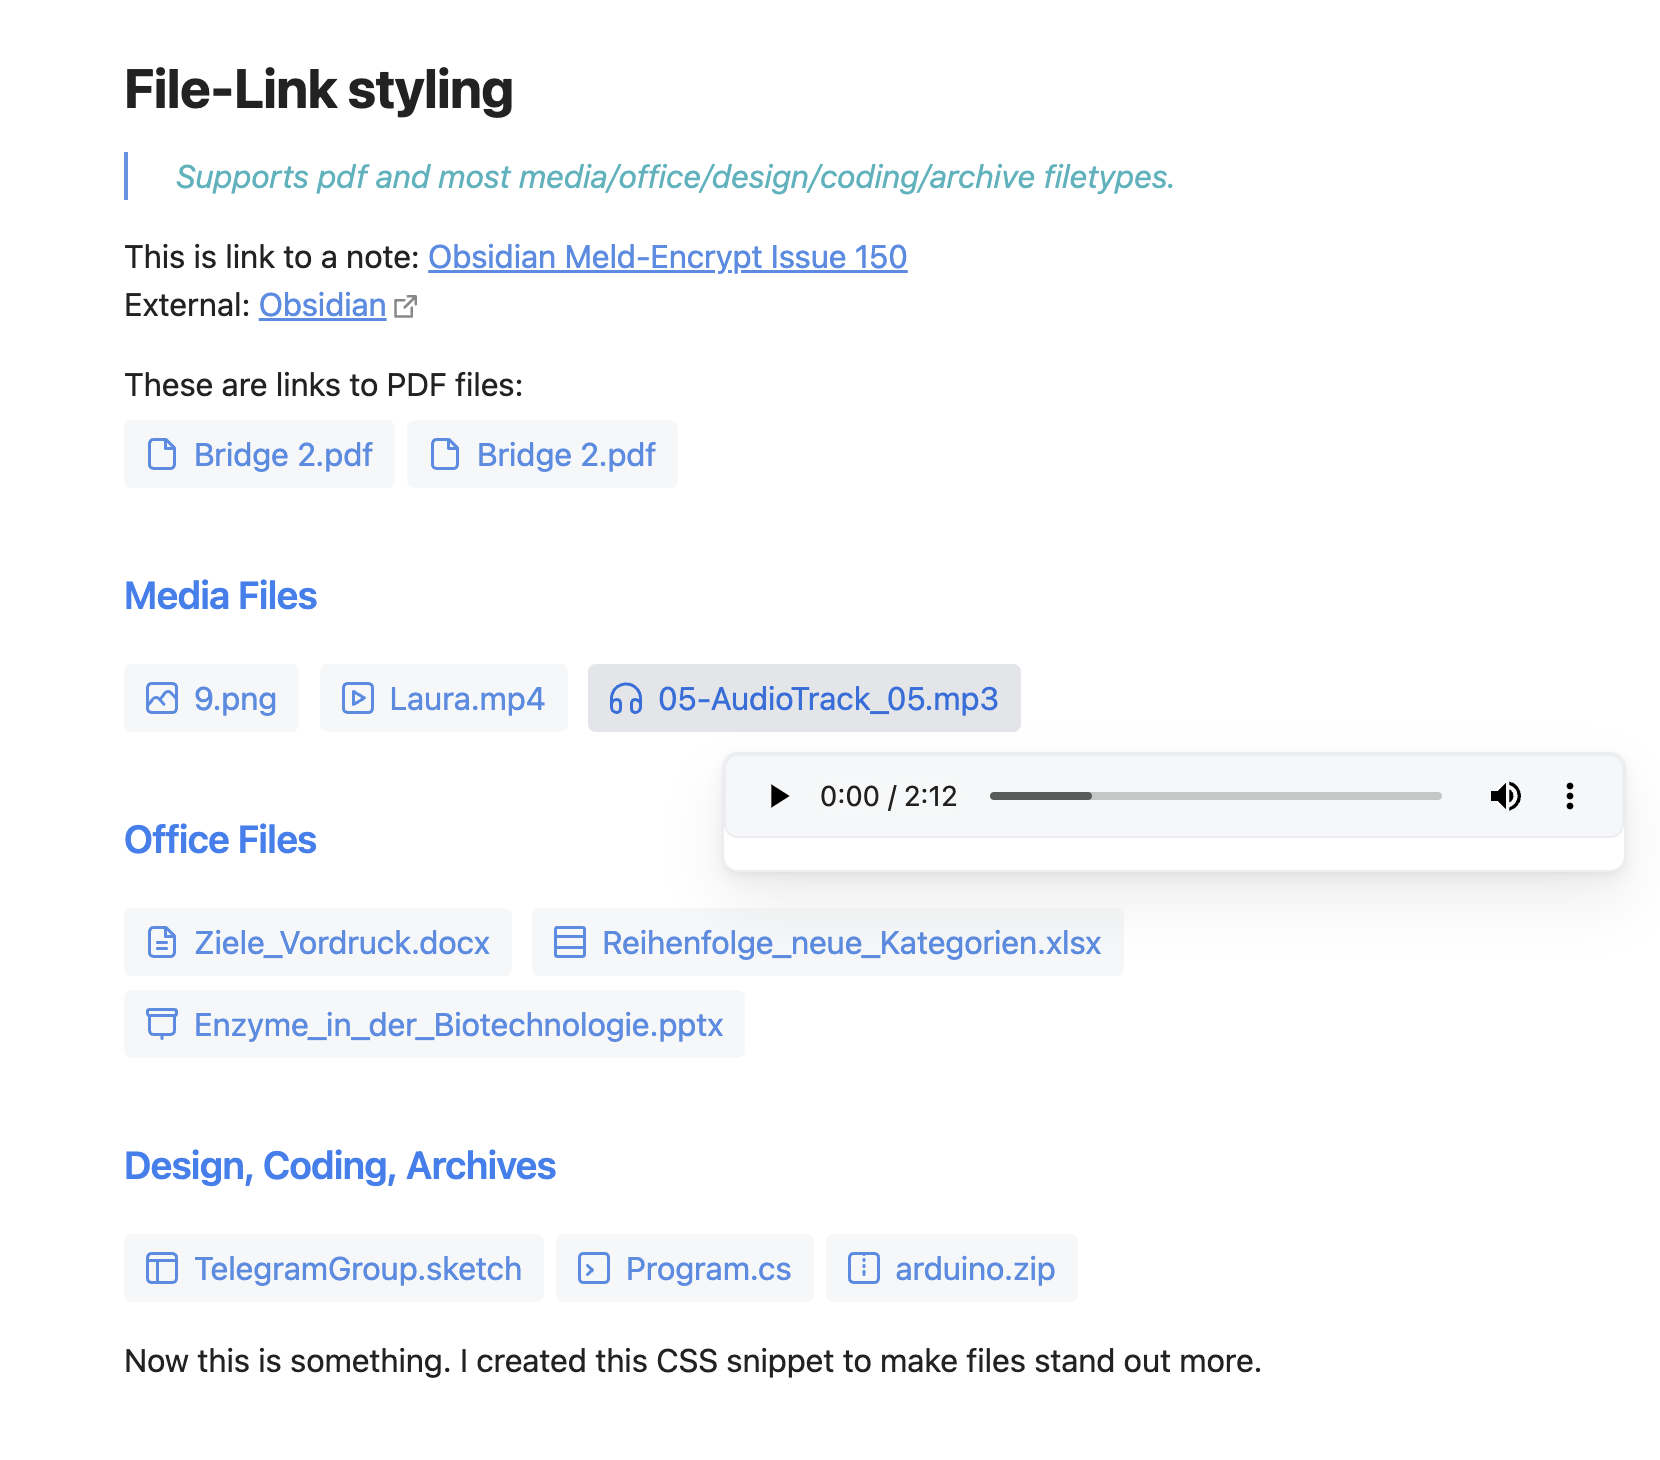 File-Link styling
Supports pdf and most media/office/design/coding/archive filetypes.
This is link to a note: Obsidian Meld-Encrypt Issue 150
External: Obsidian
These are links to PDF files:
Bridge 2.pdf Bridge 2.pdf
Media Files
9.png Laura.mp4 05-AudioTrack_05.mp3
0:00 / 2:12
Office Files
Ziele_Vordruck.docx Reihenfolge_neue_Kategorien.xlsx
Enzyme_in_der_Biotechnologie.pptx
Design, Coding, Archives
TelegramGroup.sketch Program.cs arduino.zip
Now this is something. I created this CSS snippet to make files stand out more.